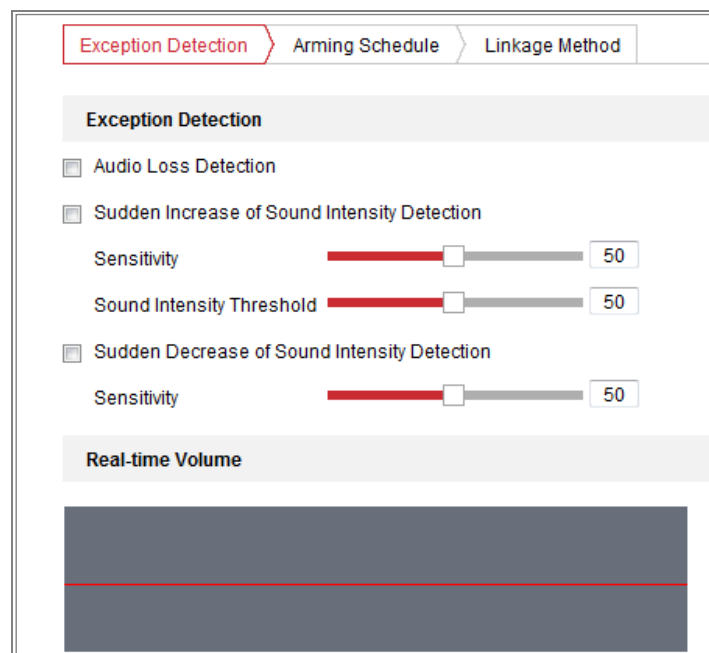 Exception Detection Arming Schedule Linkage Method
Exception Detection
Audio Loss Detection
Sudden Increase of Sound Intensity Detection
Sensitivity 50
Sound Intensity Threshold 50
Sudden Decrease of Sound Intensity Detection
Sensitivity 50
Real-time Volume